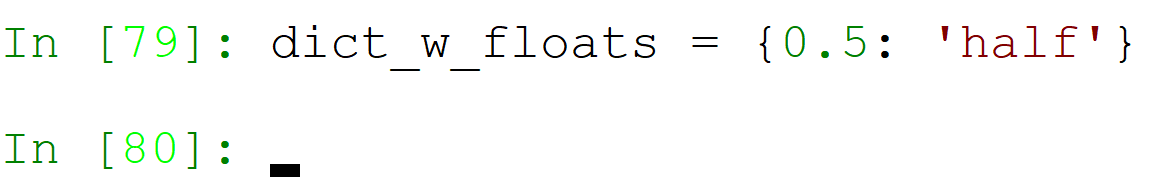 In [79]: dict_w_floats = {0.5: 'half'}
In [80]: